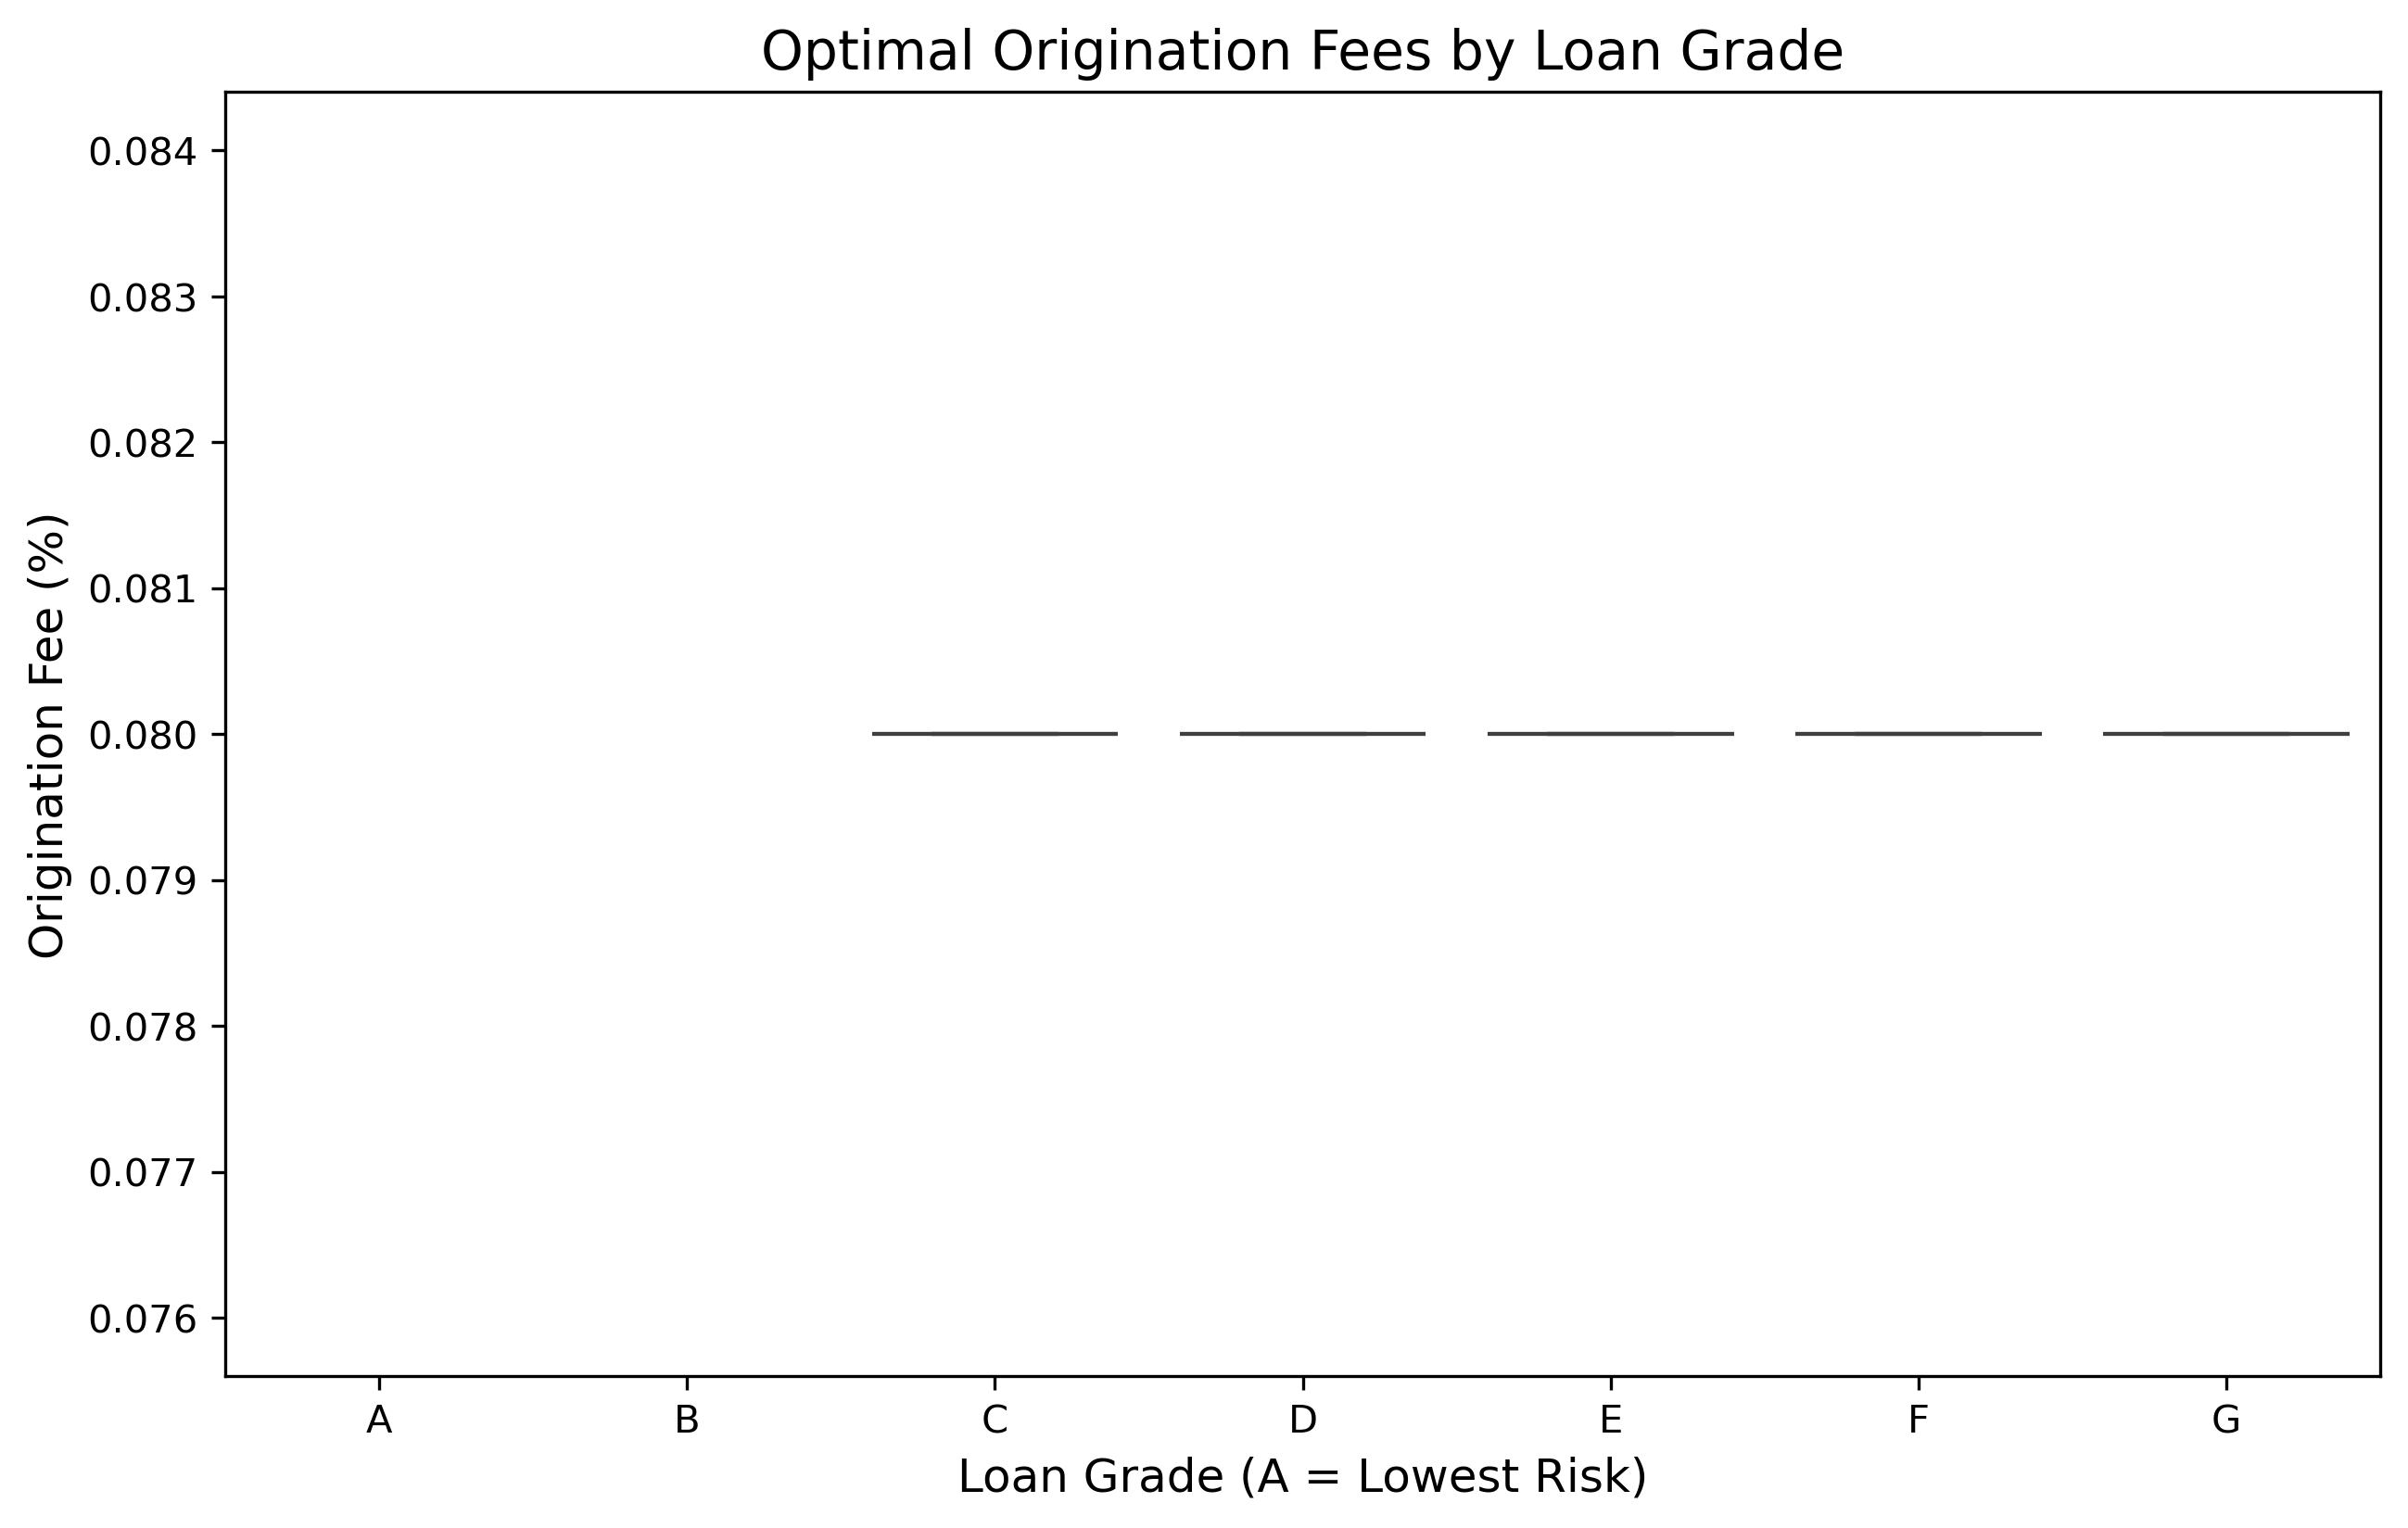 Optimal Origination Fees by Loan Grade
Origination Fee (%)
0.084
0.083
0.082
0.081
0.080
0.079
0.078
0.077
0.076
A B C D E F G
Loan Grade (A = Lowest Risk)